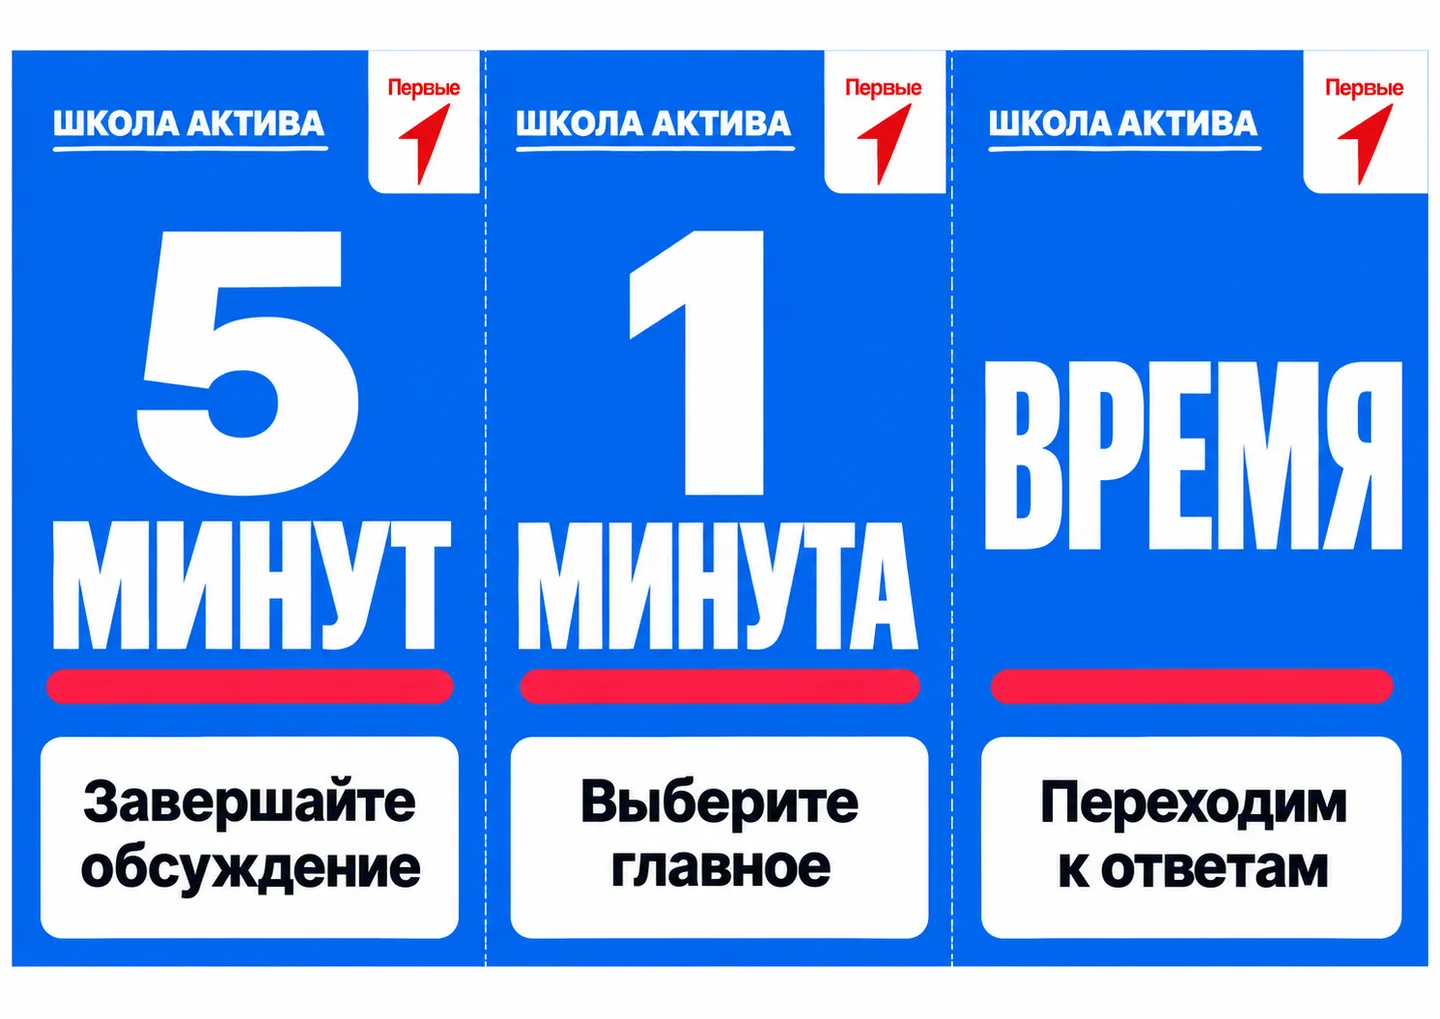 ШКОЛА АКТИВА
Первые
5
МИНУТ
Завершайте
обсуждение
ШКОЛА АКТИВА
Первые
1
МИНУТА
Выберите
главное
ШКОЛА АКТИВА
Первые
ВРЕМЯ
Переходим
к ответам